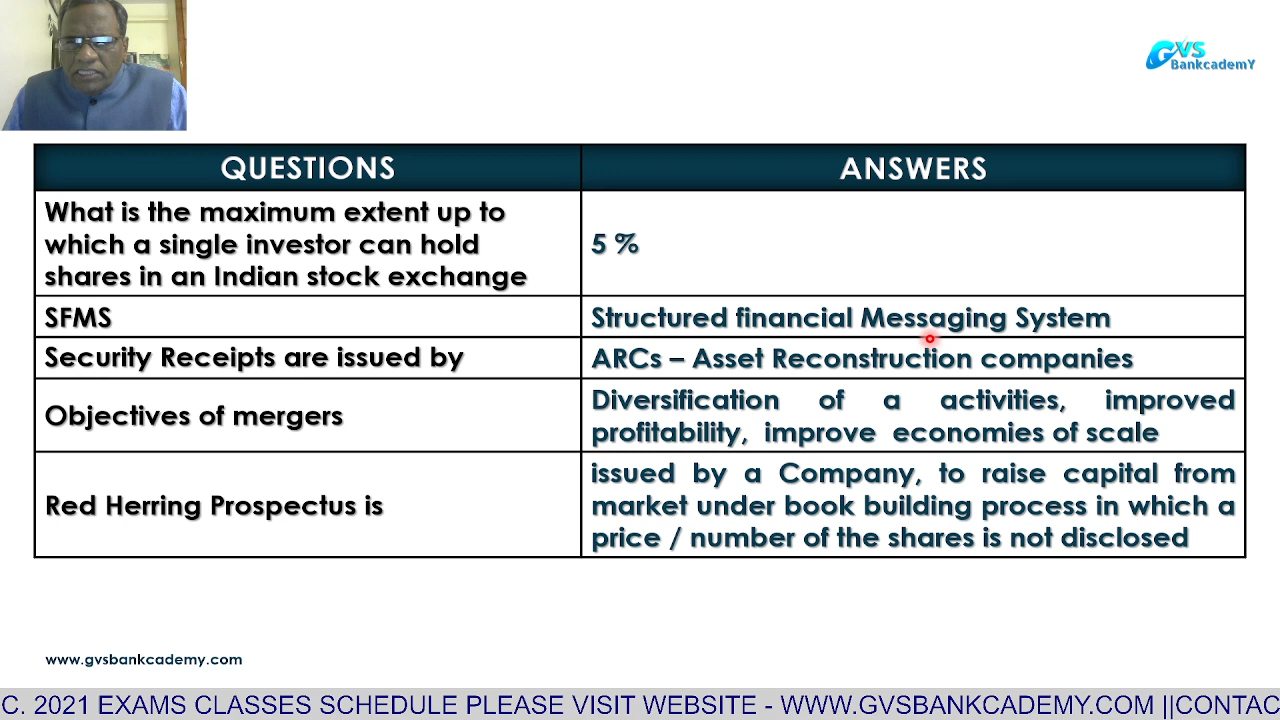 GVS
BankcademY
QUESTIONS
ANSWERS
What is the maximum extent up to
which a single investor can hold
shares in an Indian stock exchange
5 %
SFMS
Structured financial Messaging System
Security Receipts are issued by
ARCs – Asset Reconstruction companies
Objectives of mergers
Diversification of a activities, improved
profitability, improve economies of scale
Red Herring Prospectus is
issued by a Company, to raise capital from
market under book building process in which a
price / number of the shares is not disclosed
www.gvsbankcademy.com
C. 2021 EXAMS CLASSES SCHEDULE PLEASE VISIT WEBSITE - WWW.GVSBANKCADEMY.COM ||CONTAC